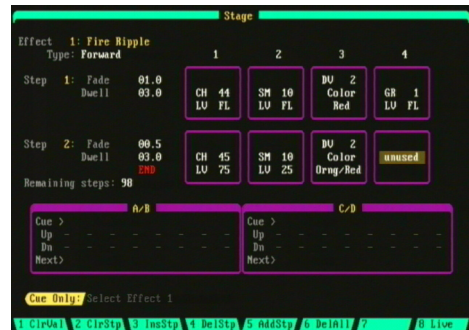 Stage
Effect 1: Fire Ripple
Type: Forward
1 2 3 4
Step 1: Fade 01.0
Dwell 03.0
CH 44
LV FL
SM 10
LV FL
DV 2
Color
Red
GR 1
LV FL
Step 2: Fade 00.5
Dwell 03.0
END
CH 45
LV 75
SM 10
LV 25
DV 2
Color
Orng/Red
unused
Remaining steps: 98
A/B C/D
Cue > Cue >
Up - - - - - - - Up - - - - - - -
Dn - - - - - - - Dn - - - - - - -
Next> Next>
Cue Only: Select Effect 1
1 ClrVal 2 ClrStp 3 InsStp 4 DelStp 5 AddStp 6 DelAll 7 8 Live